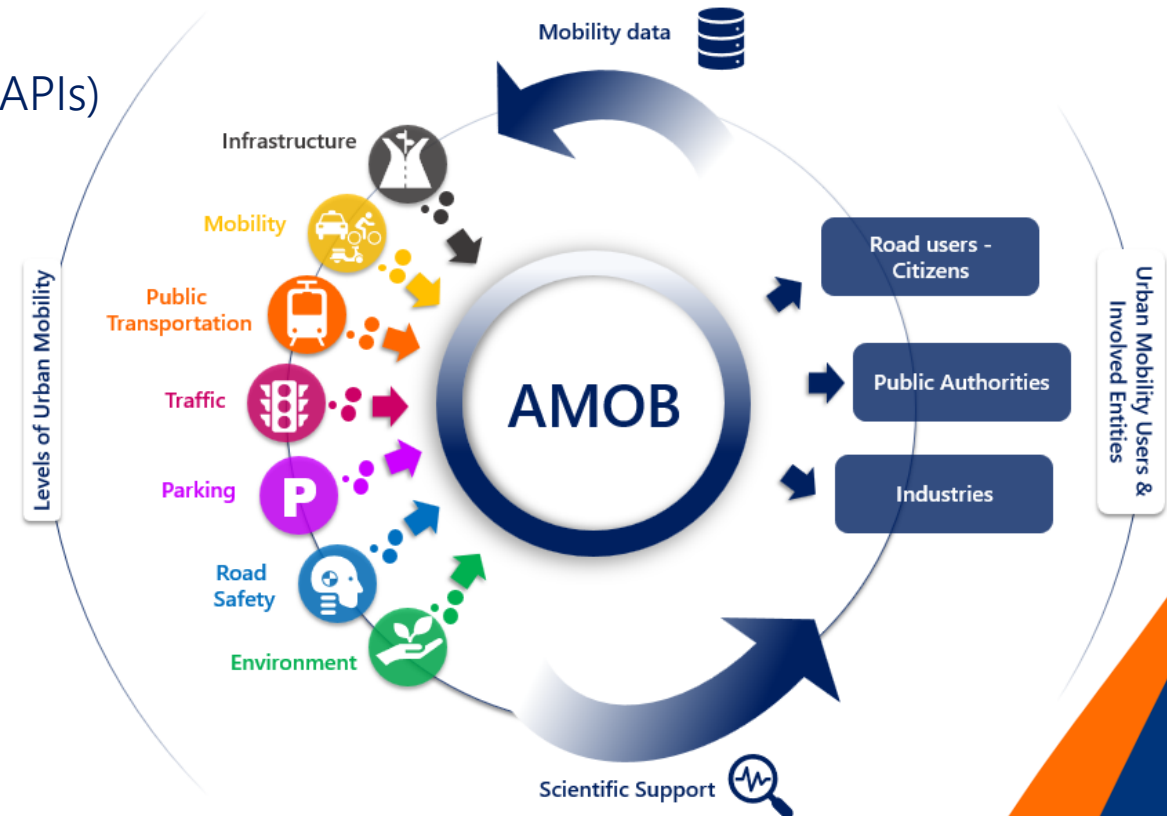 Mobility data
APIs)
Infrastructure
Mobility
Public
Transportation
Traffic
Parking
P
Road
Safety
Environment
Levels of Urban Mobility
AMOB
Road users -
Citizens
Public Authorities
Industries
Urban Mobility Users &
Involved Entities
Scientific Support